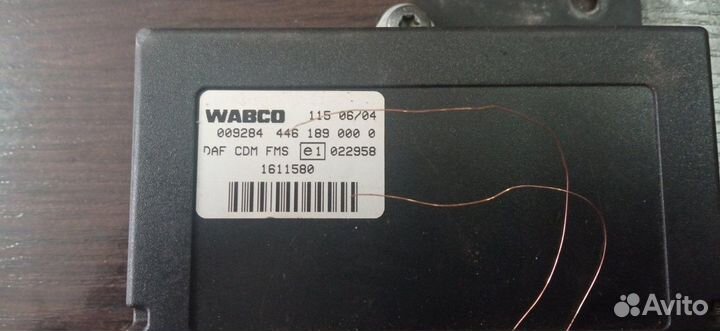 WABCO 115 06/04
009284 446 189 000 0
DAF CDM FMS e1 022958
1611580
Avito